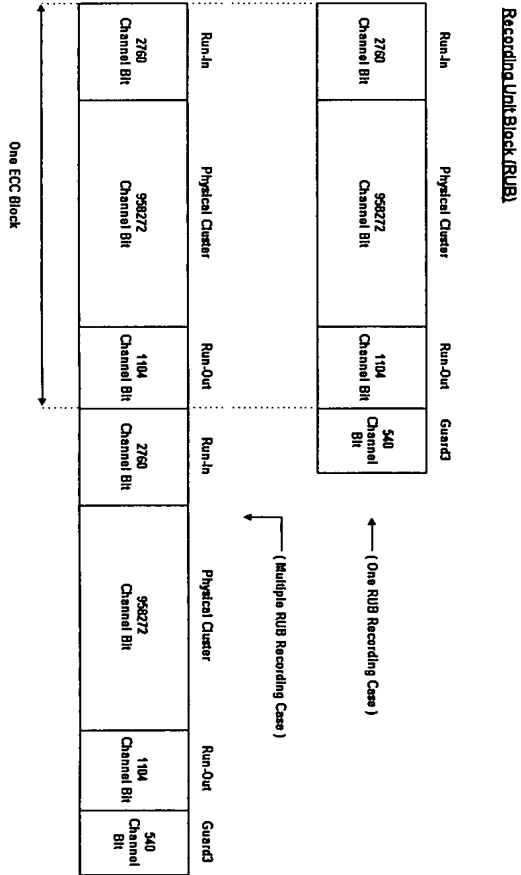 Recording Unit Block (RUB)
Run-In
Physical Cluster
Run-Out
Guard3
2760
Channel Bit
958272
Channel Bit
1104
Channel Bit
540
Channel
Bit
( One RUB Recording Case )
( Multiple RUB Recording Case )
Run-In
Physical Cluster
Run-Out
Run-In
Physical Cluster
Run-Out
Guard3
2760
Channel Bit
958272
Channel Bit
1104
Channel Bit
2760
Channel Bit
958272
Channel Bit
1104
Channel Bit
540
Channel
Bit
One ECC Block